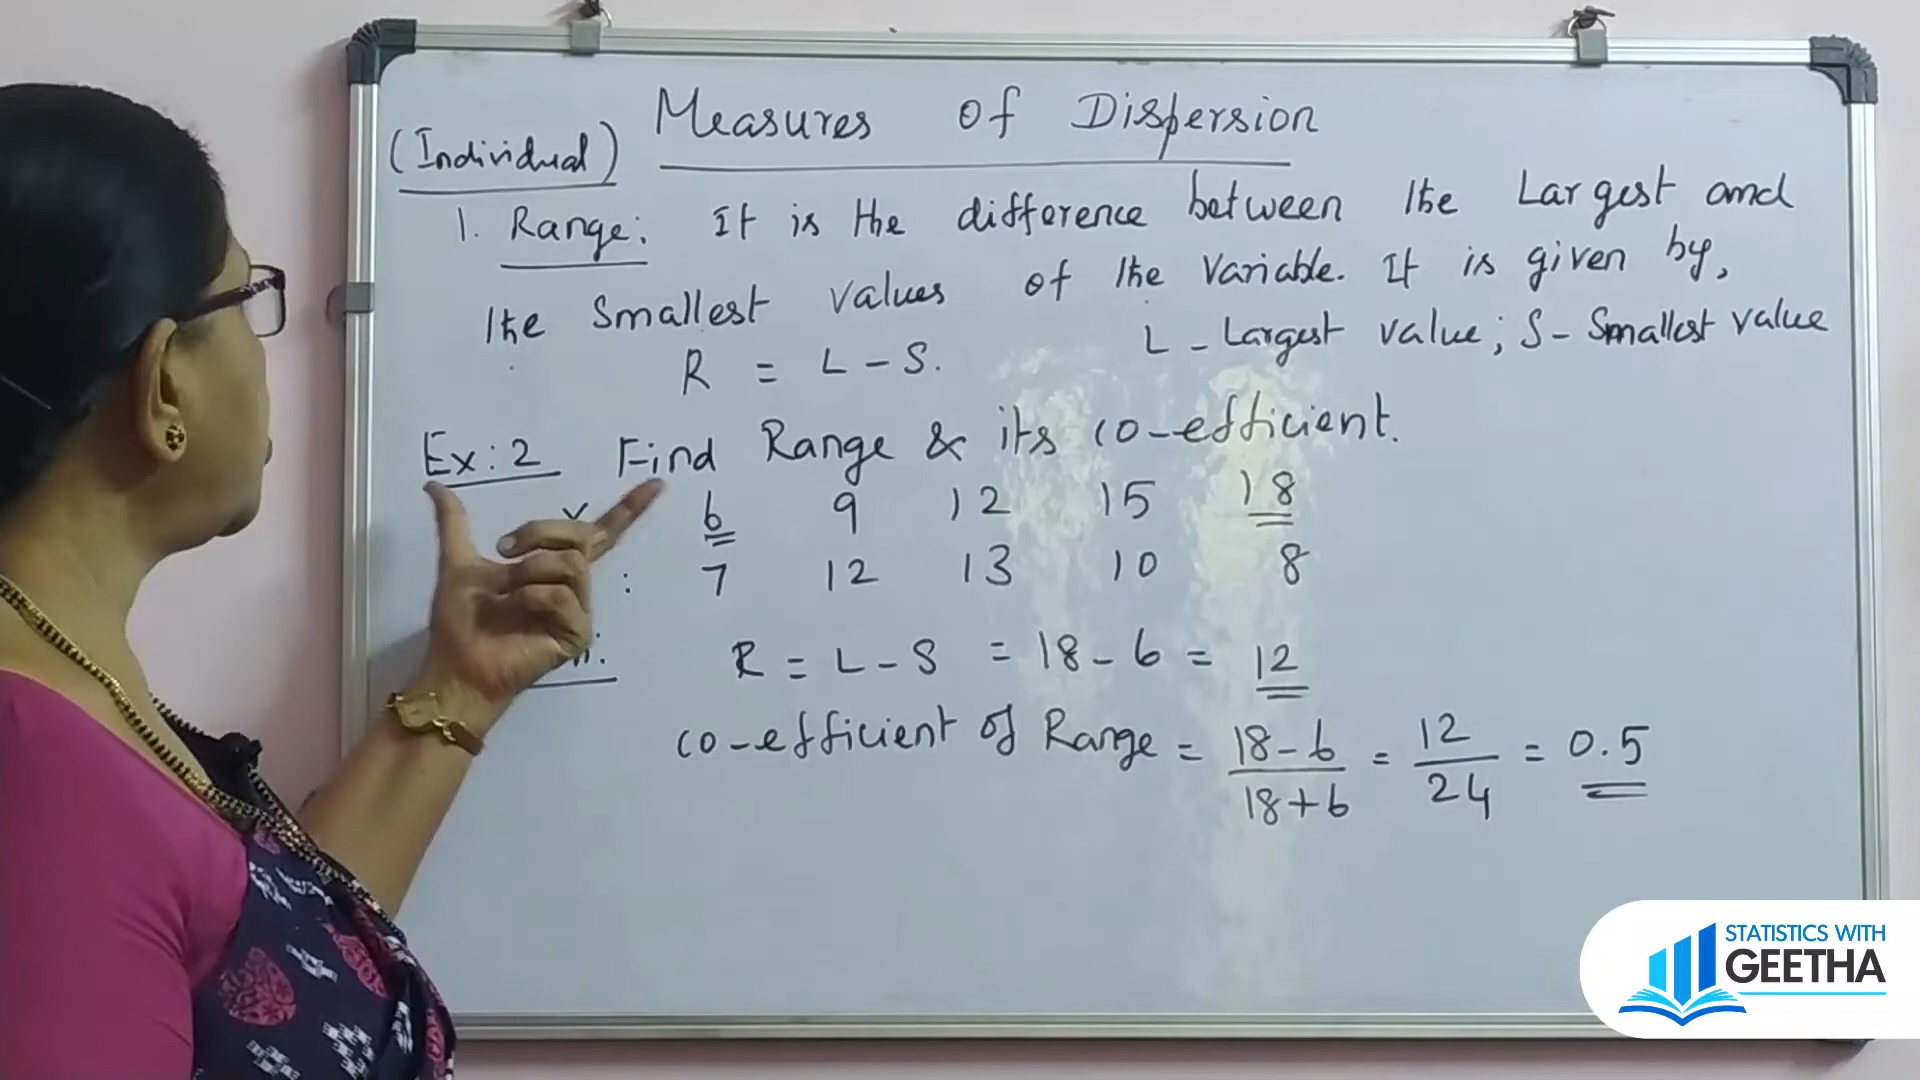 Measures of Dispersion
(Individual)
1. Range: It is the difference between the Largest and
the Smallest values of the Variable. It is given by,
R = L - S. L - Largest value; S - Smallest value
Ex: 2 Find Range & its co-efficient.
6 9 12 15 18
: 7 12 13 10 8
R = L - S = 18 - 6 = 12
co-efficient of Range = 18 - 6 / 18 + 6 = 12 / 24 = 0.5
STATISTICS WITH
GEETHA